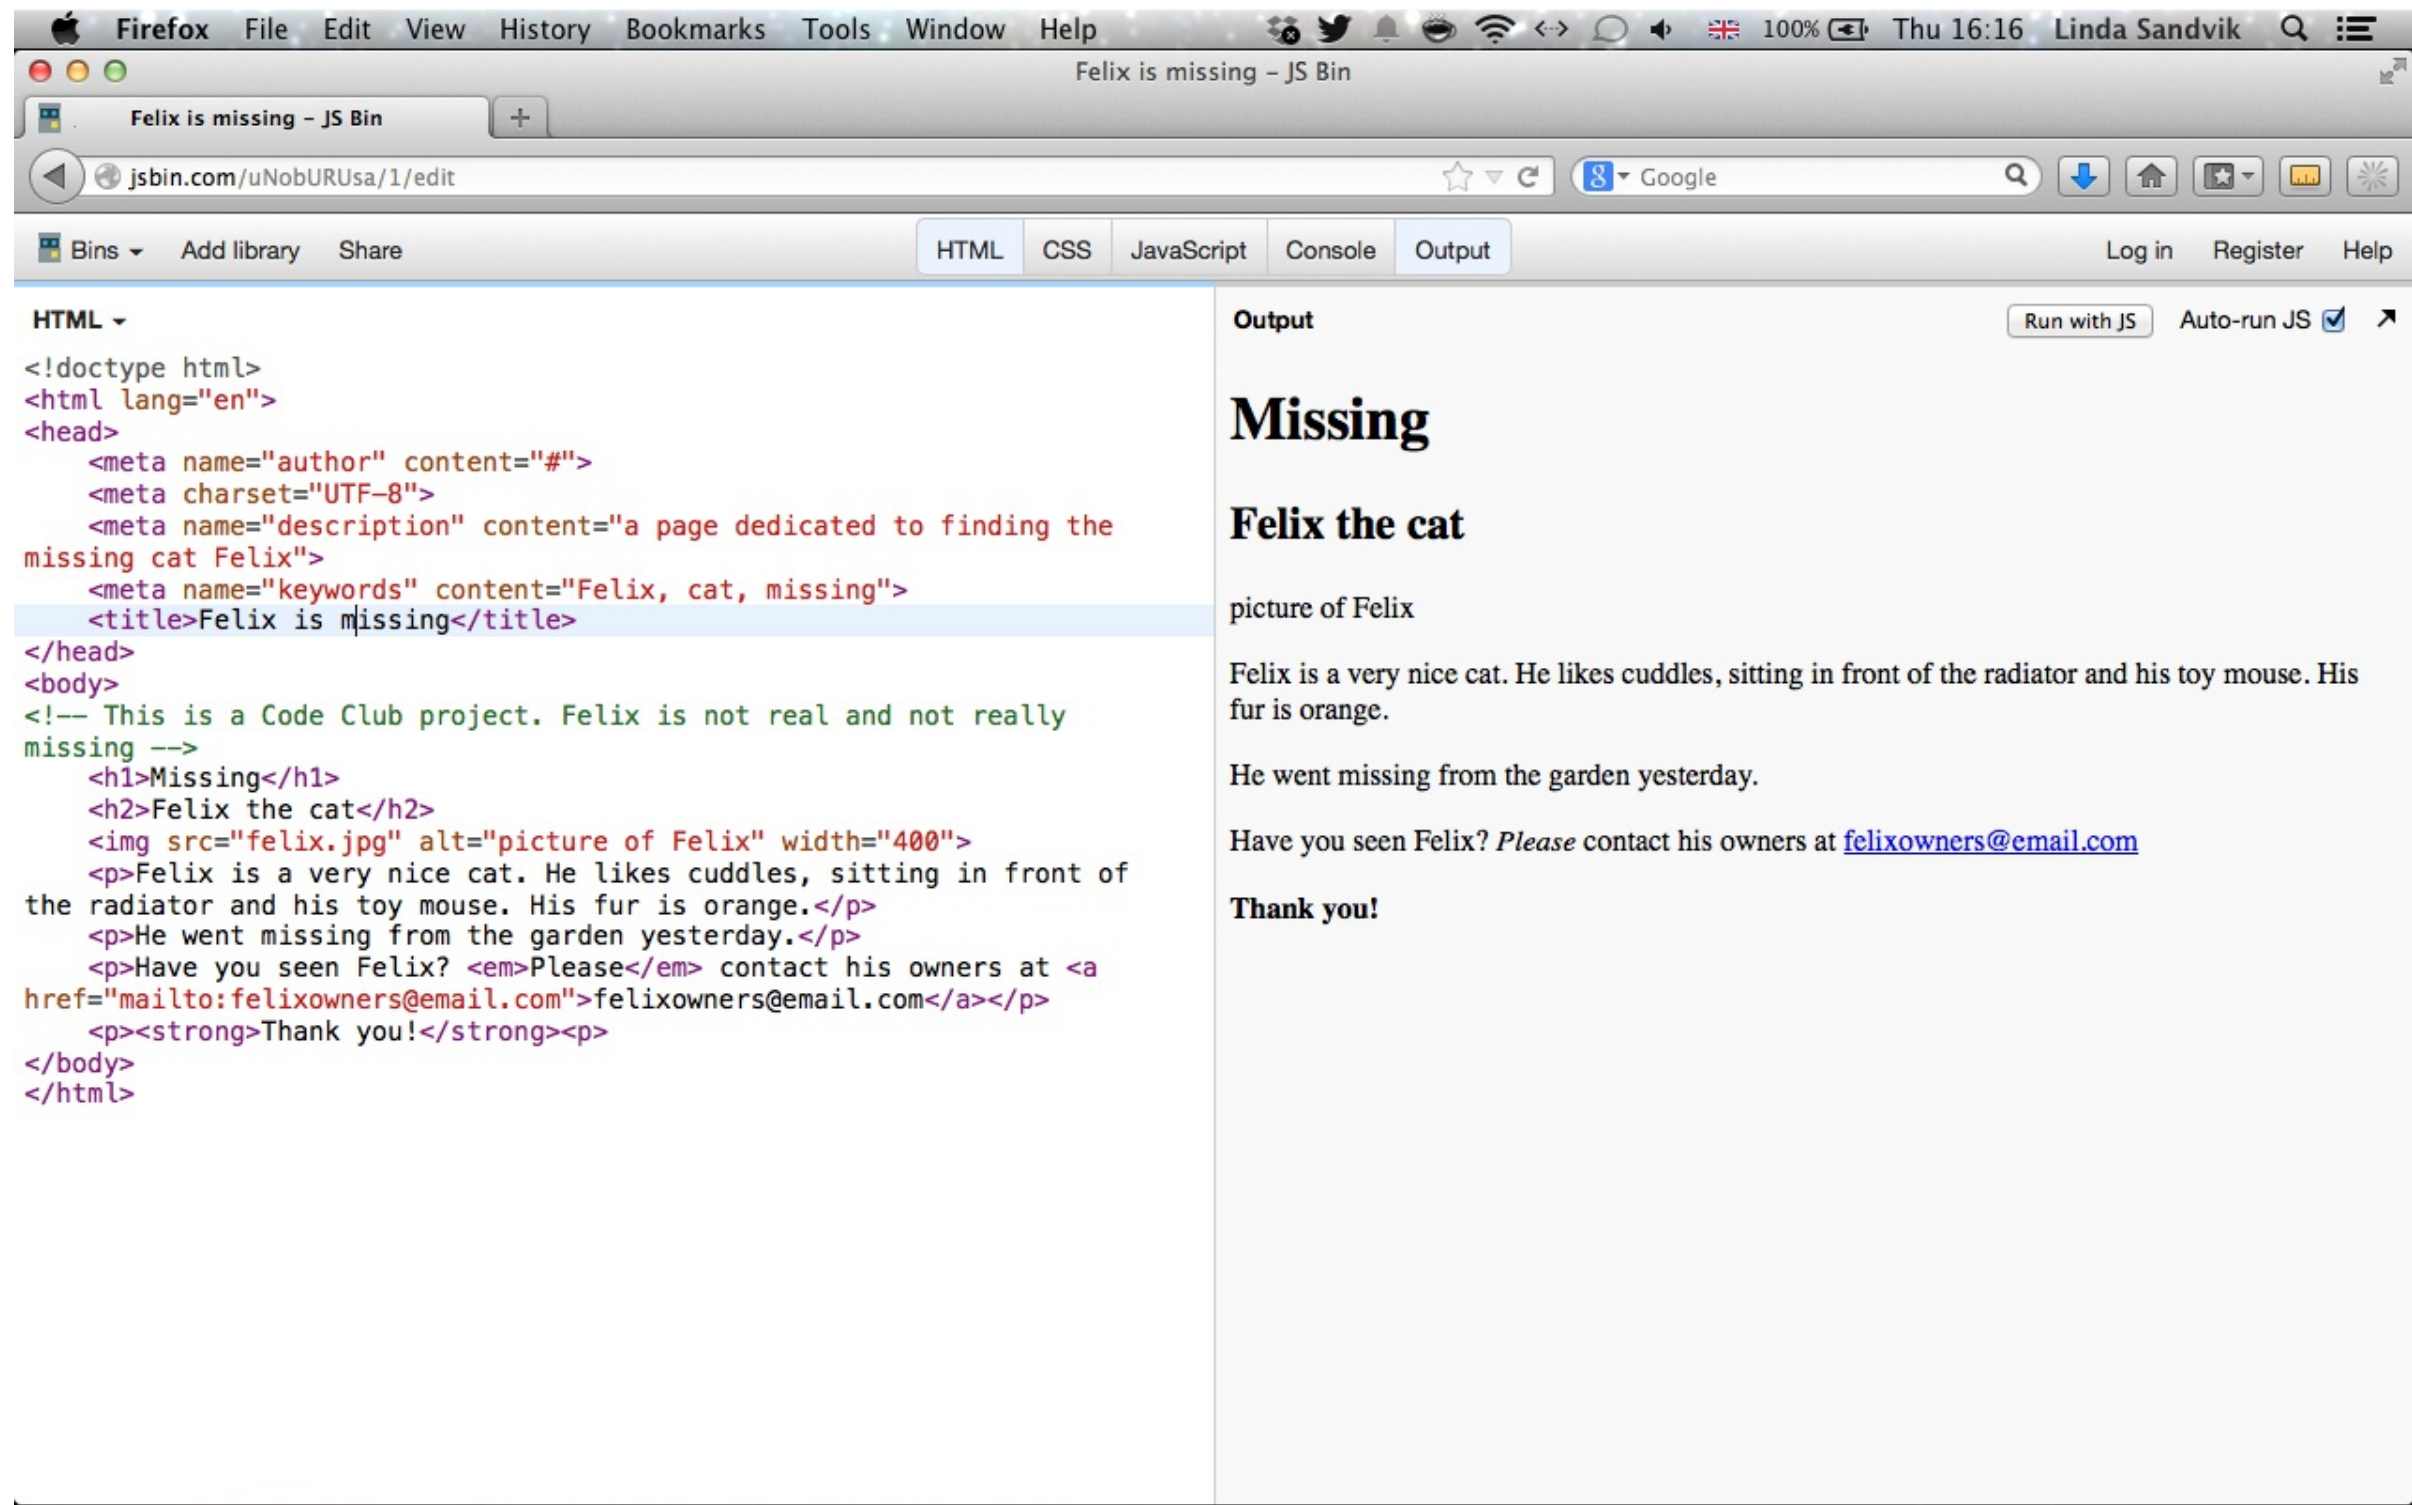 Firefox File Edit View History Bookmarks Tools Window Help 100% Thu 16:16 Linda Sandvik
Felix is missing – JS Bin
Felix is missing – JS Bin
jsbin.com/uNobURUsa/1/edit
8 Google
Bins Add library Share HTML CSS JavaScript Console Output Log in Register Help
HTML
<!doctype html>
<html lang="en">
<head>
    <meta name="author" content="#">
    <meta charset="UTF-8">
    <meta name="description" content="a page dedicated to finding the
missing cat Felix">
    <meta name="keywords" content="Felix, cat, missing">
    <title>Felix is missing</title>
</head>
<body>
<!-- This is a Code Club project. Felix is not real and not really
missing -->
    <h1>Missing</h1>
    <h2>Felix the cat</h2>
    <img src="felix.jpg" alt="picture of Felix" width="400">
    <p>Felix is a very nice cat. He likes cuddles, sitting in front of
the radiator and his toy mouse. His fur is orange.</p>
    <p>He went missing from the garden yesterday.</p>
    <p>Have you seen Felix? <em>Please</em> contact his owners at <a
href="mailto:felixowners@email.com">felixowners@email.com</a></p>
    <p><strong>Thank you!</strong><p>
</body>
</html>
Output Run with JS Auto-run JS
Missing
Felix the cat
picture of Felix
Felix is a very nice cat. He likes cuddles, sitting in front of the radiator and his toy mouse. His
fur is orange.
He went missing from the garden yesterday.
Have you seen Felix? Please contact his owners at felixowners@email.com
Thank you!